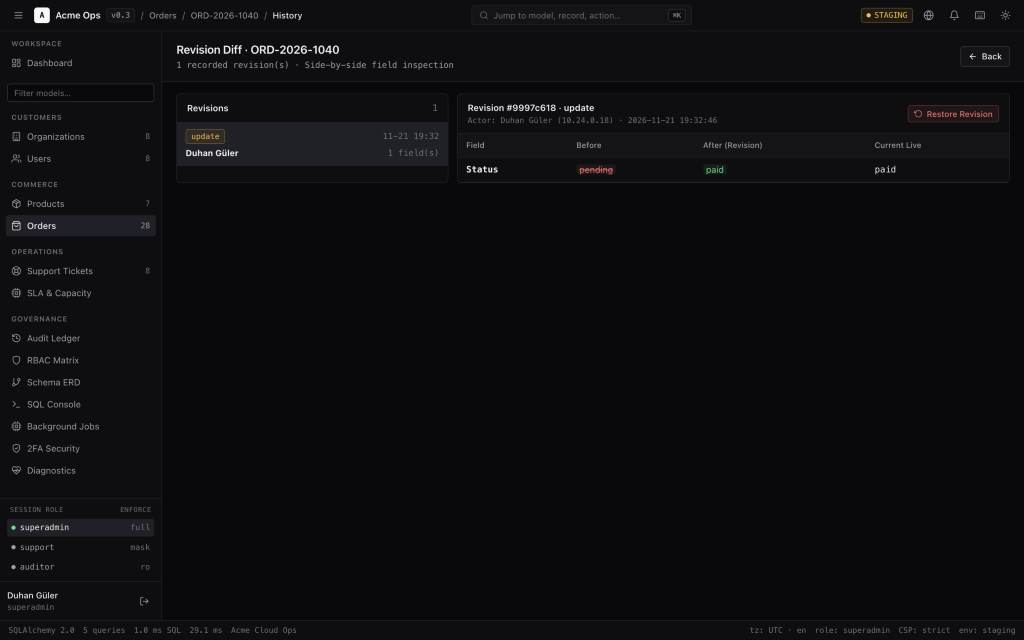 A Acme Ops v0.3 / Orders / ORD-2026-1040 / History
Jump to model, record, action... ⌘K
STAGING
WORKSPACE
Dashboard
Filter models...
CUSTOMERS
Organizations 8
Users 8
COMMERCE
Products 7
Orders 28
OPERATIONS
Support Tickets 8
SLA & Capacity
GOVERNANCE
Audit Ledger
RBAC Matrix
Schema ERD
SQL Console
Background Jobs
2FA Security
Diagnostics
SESSION ROLE ENFORCE
superadmin full
support mask
auditor ro
Duhan Güler
superadmin
Revision Diff · ORD-2026-1040
1 recorded revision(s) · Side-by-side field inspection
← Back
Revisions 1
update 11-21 19:32
Duhan Güler 1 field(s)
Revision #9997c618 · update
Actor: Duhan Güler (10.24.0.18) · 2026-11-21 19:32:46
Restore Revision
Field Before After (Revision) Current Live
Status pending paid paid
SQLAlchemy 2.0 5 queries 1.0 ms SQL 29.1 ms Acme Cloud Ops
tz: UTC · en role: superadmin CSP: strict env: staging